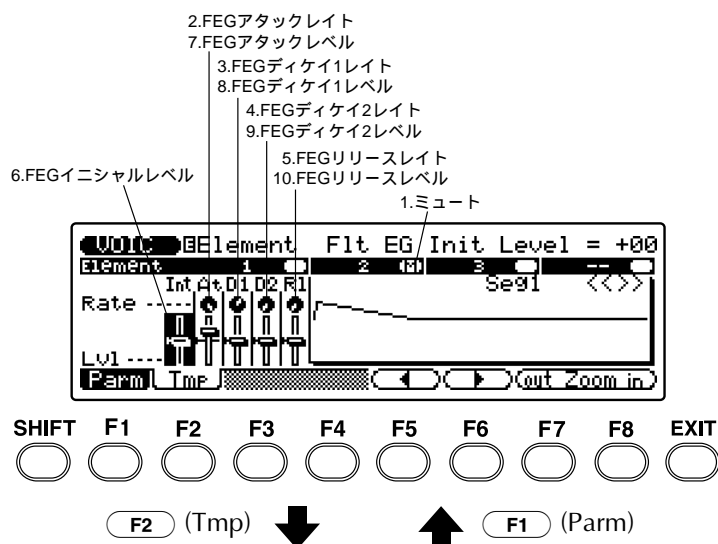 2.FEGアタックレイト
7.FEGアタックレベル
3.FEGディケイ1レイト
8.FEGディケイ1レベル
4.FEGディケイ2レイト
9.FEGディケイ2レベル
5.FEGリリースレイト
10.FEGリリースレベル
6.FEGイニシャルレベル
1.ミュート
VOIC EElement Flt EG Init Level = +00
Element 1 2 (M) 3 --
Int At D1 D2 Rl Seg1 <<>>
Rate -----
Lvl ----
Parm Tmp out Zoom in
SHIFT F1 F2 F3 F4 F5 F6 F7 F8 EXIT
F2 (Tmp) F1 (Parm)